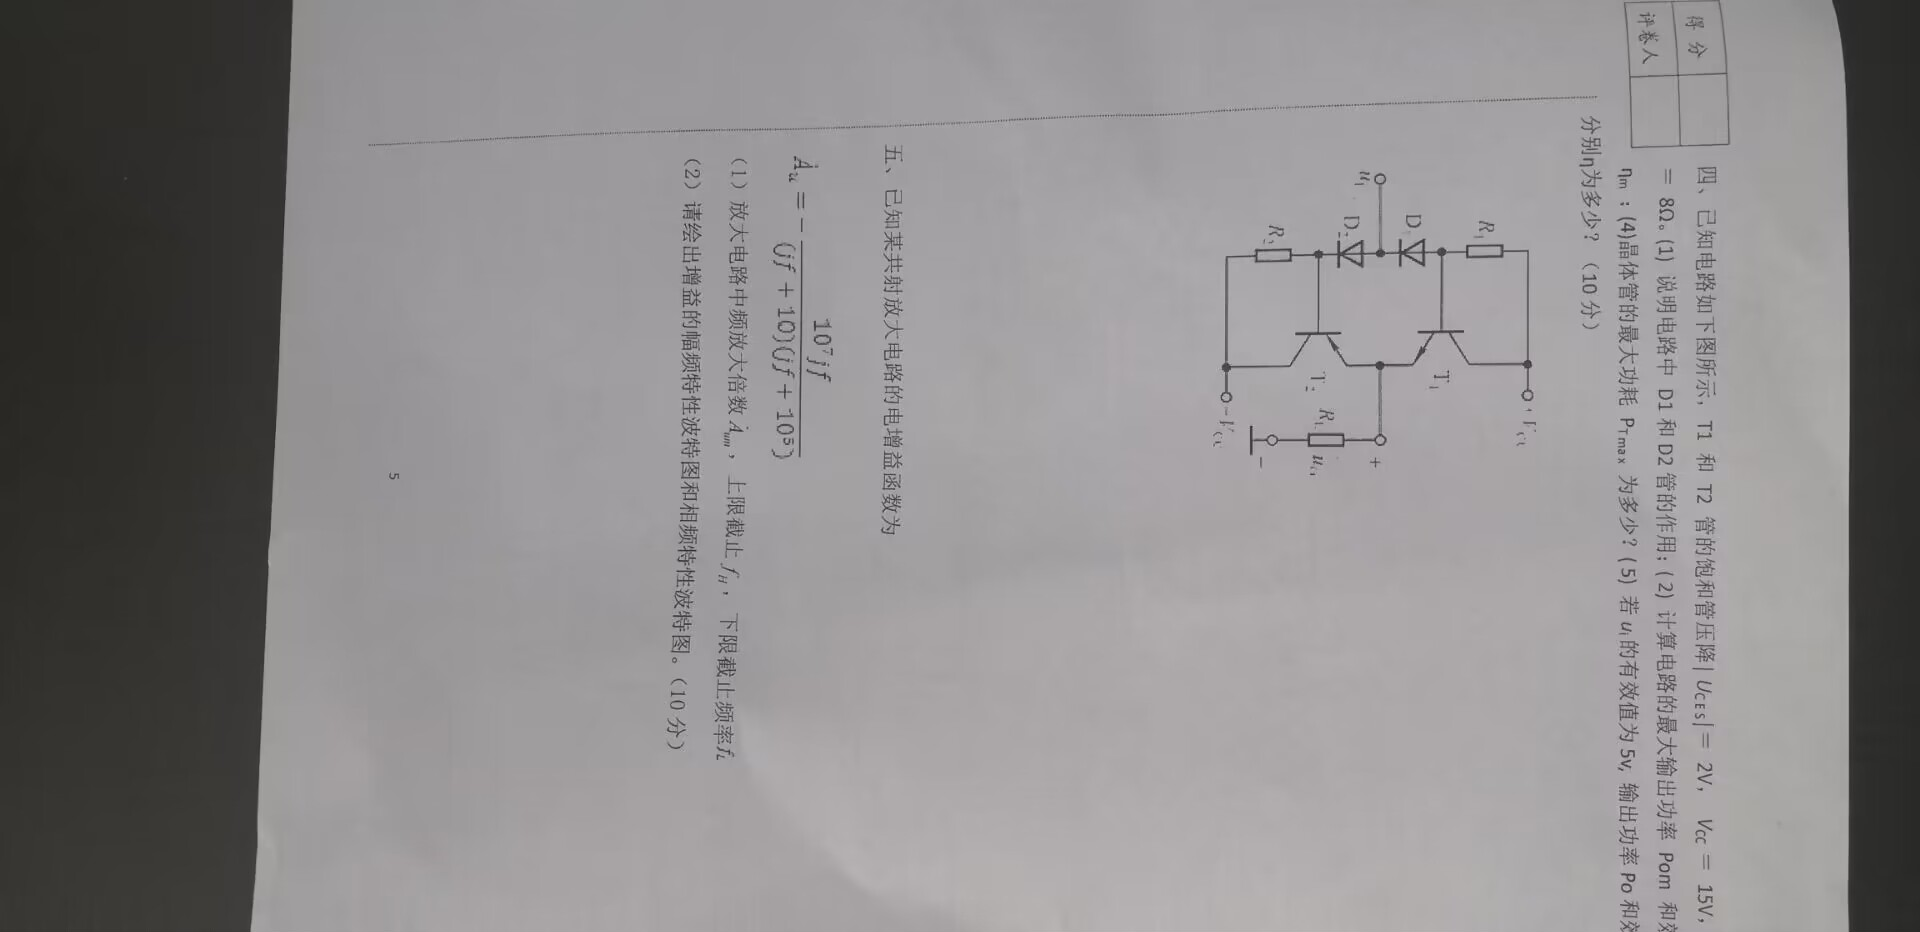 得 分
评卷人
四、已知电路如下图所示，T1 和 T2 管的饱和管压降|UCES|= 2V， VCC = 15V，
= 8Ω。(1) 说明电路中 D1 和 D2 管的作用; (2) 计算电路的最大输出功率 Pom 和
ηm ; (4)晶体管的最大功耗 PTmax 为多少? (5) 若 ui 的有效值为 5v, 输出功率 Po 和
分别η为多少? （10 分）
R1
D
D2
R2
uI
T1
T2
+VCC
-VCC
RL
+
uO
-
五、已知某共射放大电路的电增益函数为
Ȧu = - 10⁷jf / (jf + 10)(jf + 10⁵)
（1）放大电路中频放大倍数 Ȧum，上限截止 fH，下限截止频率fL
（2）请绘出增益的幅频特性波特图和相频特性波特图。（10 分）
5